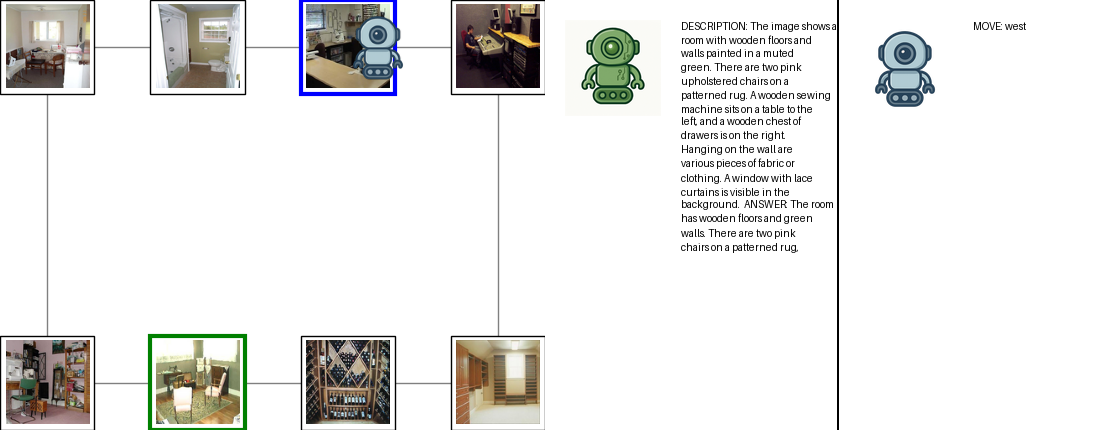 DESCRIPTION: The image shows a
room with wooden floors and
walls painted in a muted
green. There are two pink
upholstered chairs on a
patterned rug. A wooden sewing
machine sits on a table to the
left, and a wooden chest of
drawers is on the right.
Hanging on the wall are
various pieces of fabric or
clothing. A window with lace
curtains is visible in the
background.  ANSWER: The room
has wooden floors and green
walls. There are two pink
chairs on a patterned rug,
MOVE: west